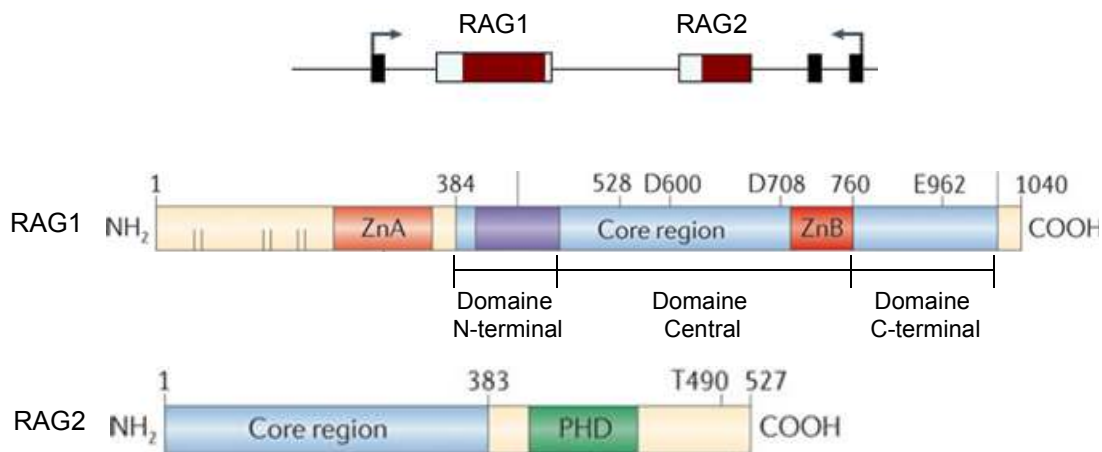 RAG1 RAG2
1 384 528 D600 D708 760 E962 1040
RAG1 NH2 ZnA Core region ZnB COOH
Domaine N-terminal
Domaine Central
Domaine C-terminal
1 383 T490 527
RAG2 NH2 Core region PHD COOH